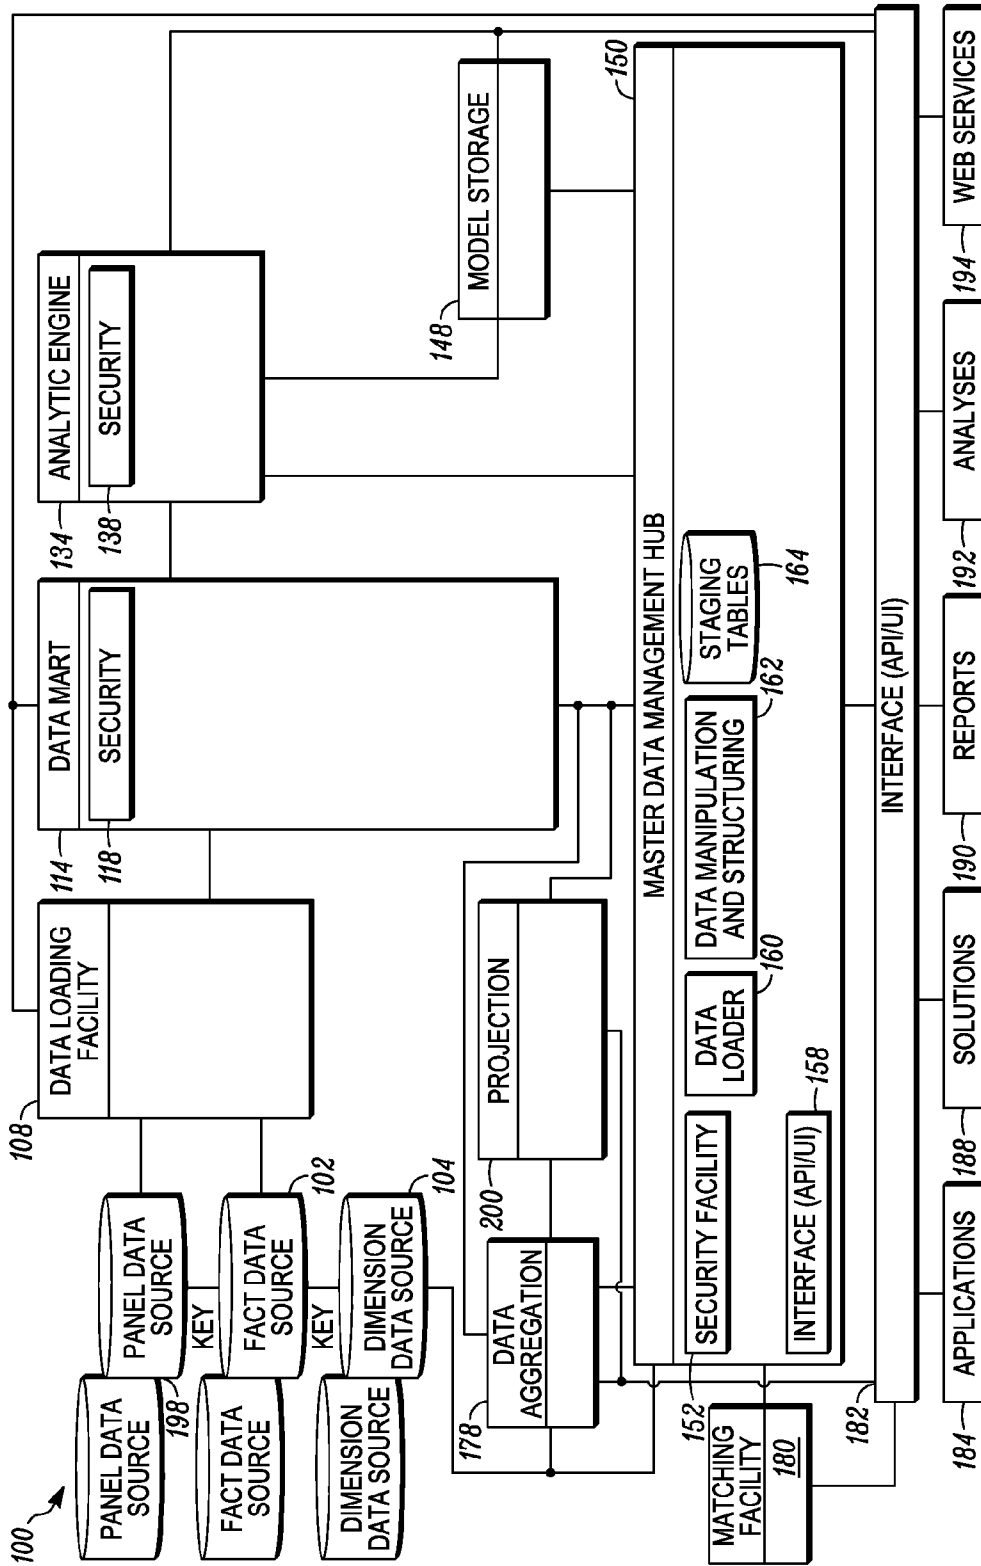 100
PANEL DATA
SOURCE
198
PANEL DATA
SOURCE
KEY
FACT DATA
SOURCE
FACT DATA
SOURCE
102
KEY
DIMENSION
DATA SOURCE
DIMENSION
DATA SOURCE
104
108
DATA LOADING
FACILITY
114
DATA MART
118
SECURITY
134
ANALYTIC ENGINE
138
SECURITY
148
MODEL STORAGE
178
DATA
AGGREGATION
200
PROJECTION
150
MASTER DATA MANAGEMENT HUB
152
SECURITY FACILITY
INTERFACE (API/UI)
158
DATA
LOADER
160
DATA MANIPULATION
AND STRUCTURING
162
STAGING
TABLES
164
MATCHING
FACILITY
180
182
INTERFACE (API/UI)
184
APPLICATIONS
188
SOLUTIONS
190
REPORTS
192
ANALYSES
194
WEB SERVICES